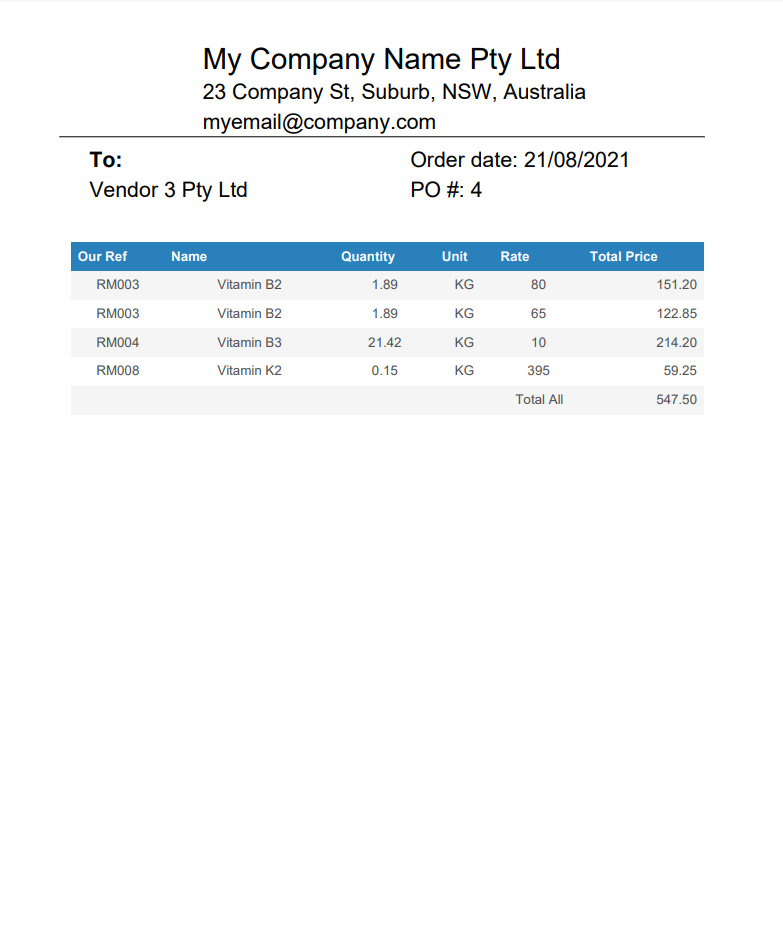 My Company Name Pty Ltd
23 Company St, Suburb, NSW, Australia
myemail@company.com
To: Order date: 21/08/2021
Vendor 3 Pty Ltd PO #: 4
Our Ref Name Quantity Unit Rate Total Price
RM003 Vitamin B2 1.89 KG 80 151.20
RM003 Vitamin B2 1.89 KG 65 122.85
RM004 Vitamin B3 21.42 KG 10 214.20
RM008 Vitamin K2 0.15 KG 395 59.25
Total All 547.50